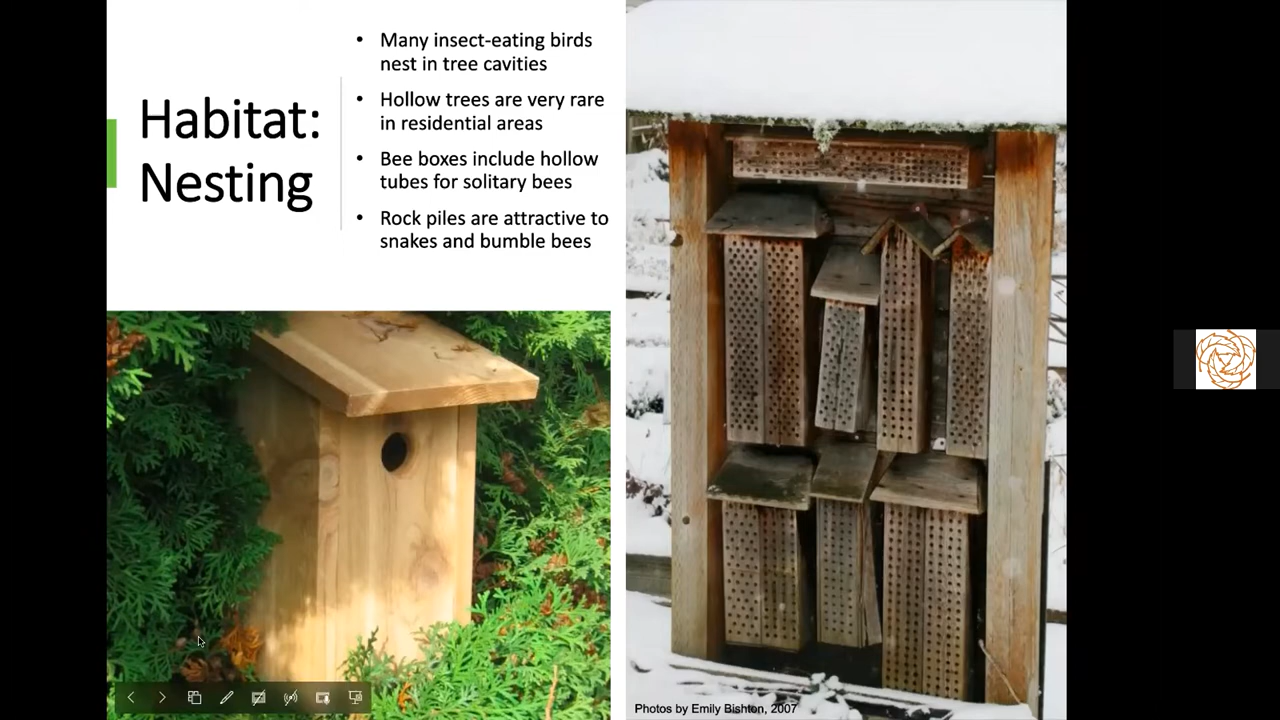 Habitat:
Nesting
• Many insect-eating birds
nest in tree cavities
• Hollow trees are very rare
in residential areas
• Bee boxes include hollow
tubes for solitary bees
• Rock piles are attractive to
snakes and bumble bees
Photos by Emily Bishton, 2007